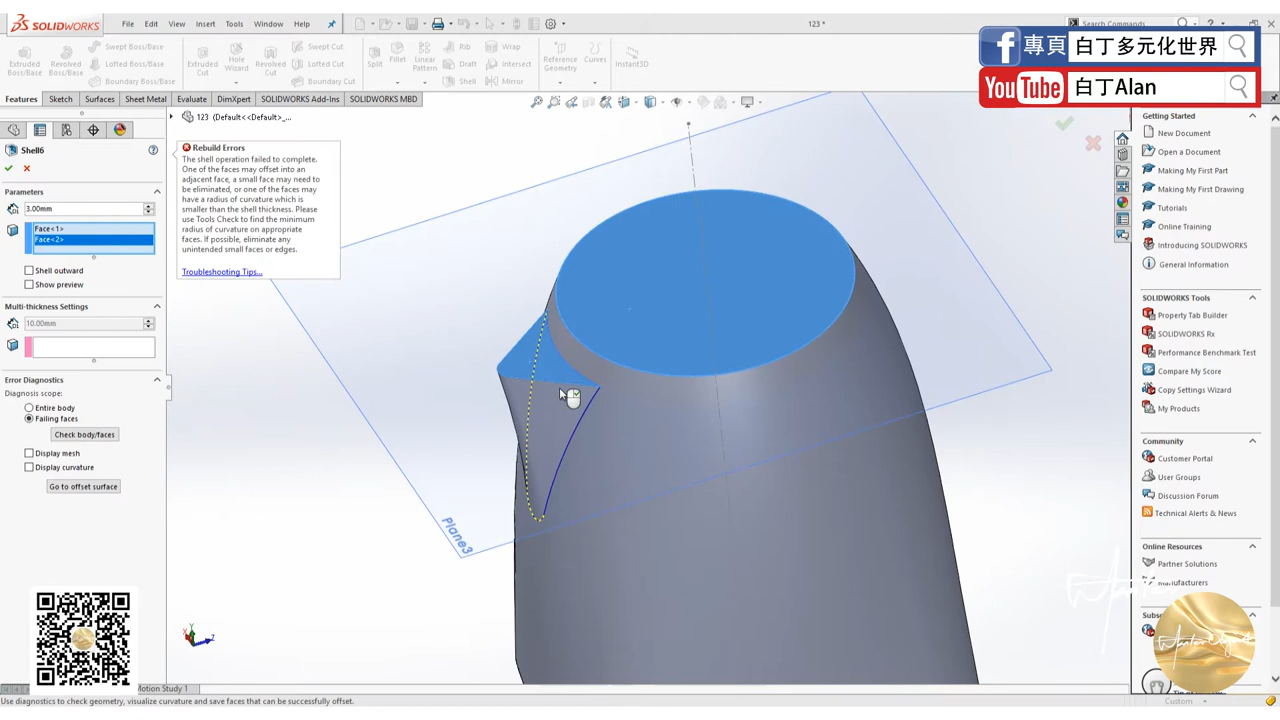 SOLIDWORKS
File
Edit
View
Insert
Tools
Window
Help
123 *
Search Commands
Extruded Boss/Base
Revolved Boss/Base
Swept Boss/Base
Lofted Boss/Base
Boundary Boss/Base
Extruded Cut
Hole Wizard
Revolved Cut
Swept Cut
Lofted Cut
Boundary Cut
Split
Fillet
Linear Pattern
Rib
Draft
Shell
Wrap
Intersect
Mirror
Reference Geometry
Curves
Instant3D
專頁 白丁多元化世界
YouTube 白丁Alan
Features
Sketch
Surfaces
Sheet Metal
Evaluate
DimXpert
SOLIDWORKS Add-Ins
SOLIDWORKS MBD
123 (Default<<Default>_...
Shell6
Parameters
3.00mm
Face<1>
Face<2>
Shell outward
Show preview
Multi-thickness Settings
10.00mm
Error Diagnostics
Diagnosis scope:
Entire body
Failing faces
Check body/faces
Display mesh
Display curvature
Go to offset surface
Rebuild Errors
The shell operation failed to complete.
One of the faces may offset into an
adjacent face, a small face may need to
be eliminated, or one of the faces may
have a radius of curvature which is
smaller than the shell thickness. Please
use Tools Check to find the minimum
radius of curvature on appropriate
faces. If possible, eliminate any
unintended small faces or edges.
Troubleshooting Tips...
Plane3
Getting Started
New Document
Open a Document
Making My First Part
Making My First Drawing
Tutorials
Online Training
Introducing SOLIDWORKS
General Information
SOLIDWORKS Tools
Property Tab Builder
SOLIDWORKS Rx
Performance Benchmark Test
Compare My Score
Copy Settings Wizard
My Products
Community
Customer Portal
User Groups
Discussion Forum
Technical Alerts & News
Online Resources
Partner Solutions
Manufacturers
Motion Study 1
Use diagnostics to check geometry, visualize curvature and save faces that can be successfully offset.
Custom